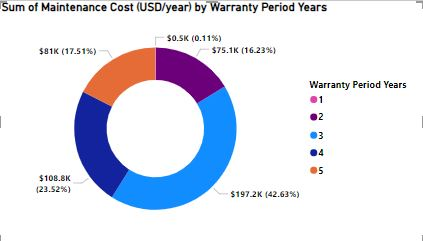 Sum of Maintenance Cost (USD/year) by Warranty Period Years
$0.5K (0.11%)
$81K (17.51%)
$75.1K (16.23%)
Warranty Period Years
1
2
3
4
5
$108.8K
(23.52%)
$197.2K (42.63%)